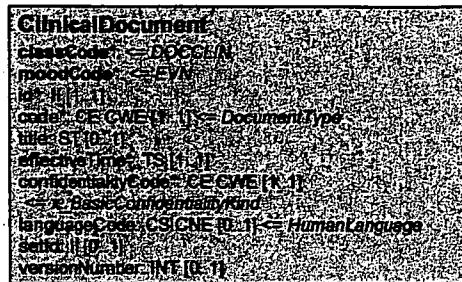 ClinicalDocument
classCode*: <= DOCCLIN
moodCode*: <= EVN
id*: II [1..1]
code*: CE CWE [1..1] <= DocumentType
title: ST [0..1]
effectiveTime*: TS [1..1]
confidentialityCode*: CE CWE [1..1]
<= x_BasicConfidentialityKind
languageCode: CS CNE [0..1] <= HumanLanguage
setId: II [0..1]
versionNumber: INT [0..1]